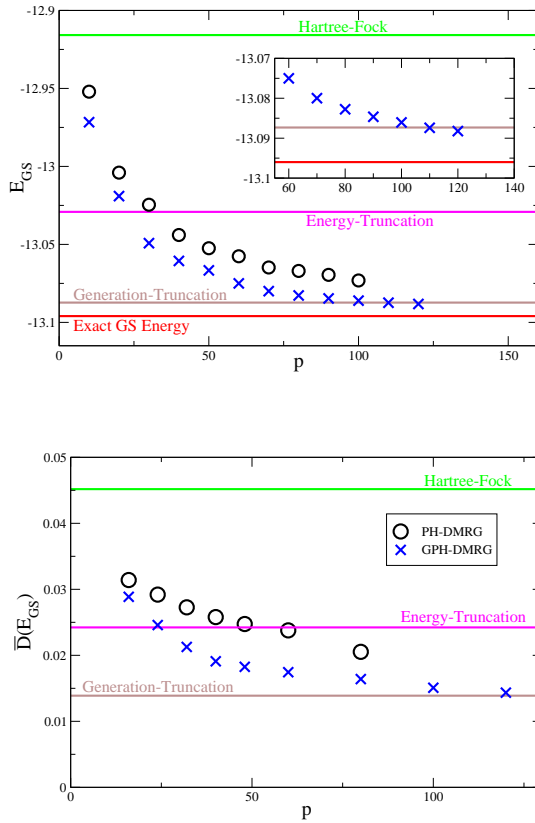 -12.9
Hartree-Fock
-13.07
-12.95
-13.08
-13
-13.09
E_GS
-13.1
60 80 100 120 140
Energy-Truncation
-13.05
Generation-Truncation
-13.1
Exact GS Energy
0 50 100 150
p
0.05
Hartree-Fock
0.04
PH-DMRG
GPH-DMRG
0.03
D̅(E_GS)
Energy-Truncation
0.02
Generation-Truncation
0.01
0
0 50 100
p